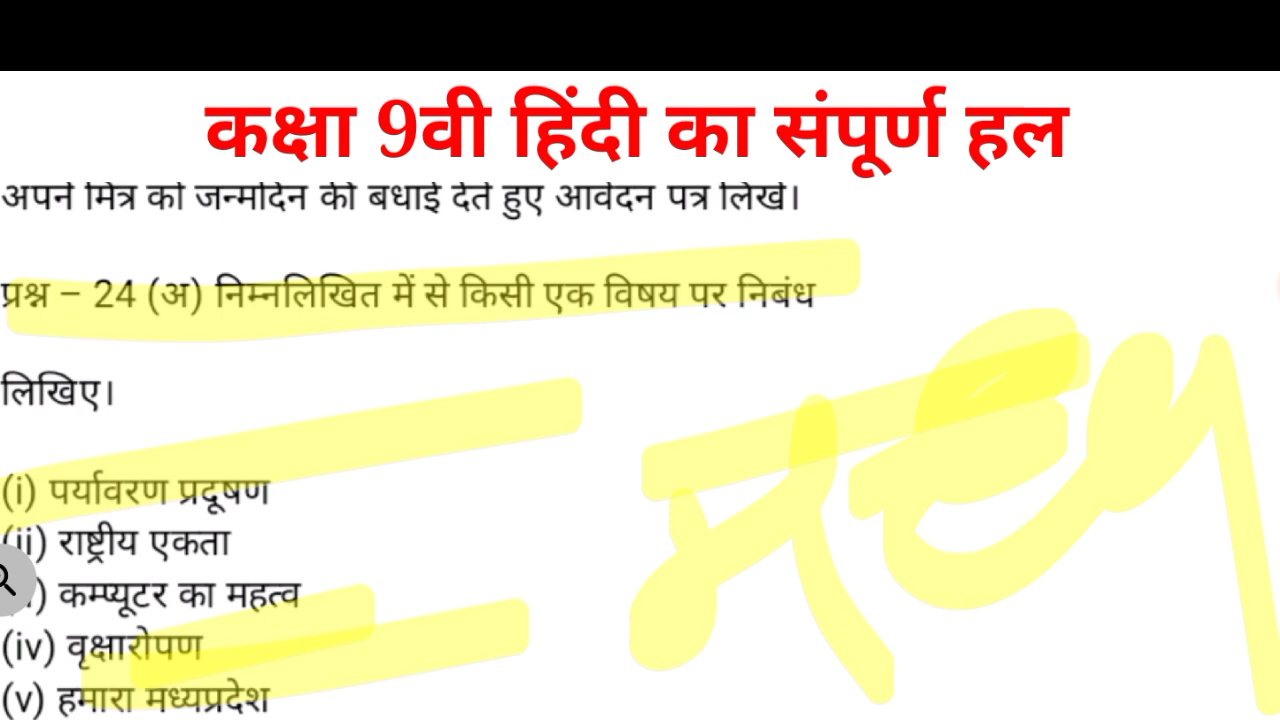 कक्षा 9वी हिंदी का संपूर्ण हल
अपने मित्र को जन्मदिन की बधाई देते हुए आवेदन पत्र लिखें।
प्रश्न – 24 (अ) निम्नलिखित में से किसी एक विषय पर निबंध
लिखिए।
(i) पर्यावरण प्रदूषण
(ii) राष्ट्रीय एकता
) कम्प्यूटर का महत्व
(iv) वृक्षारोपण
(v) हमारा मध्यप्रदेश